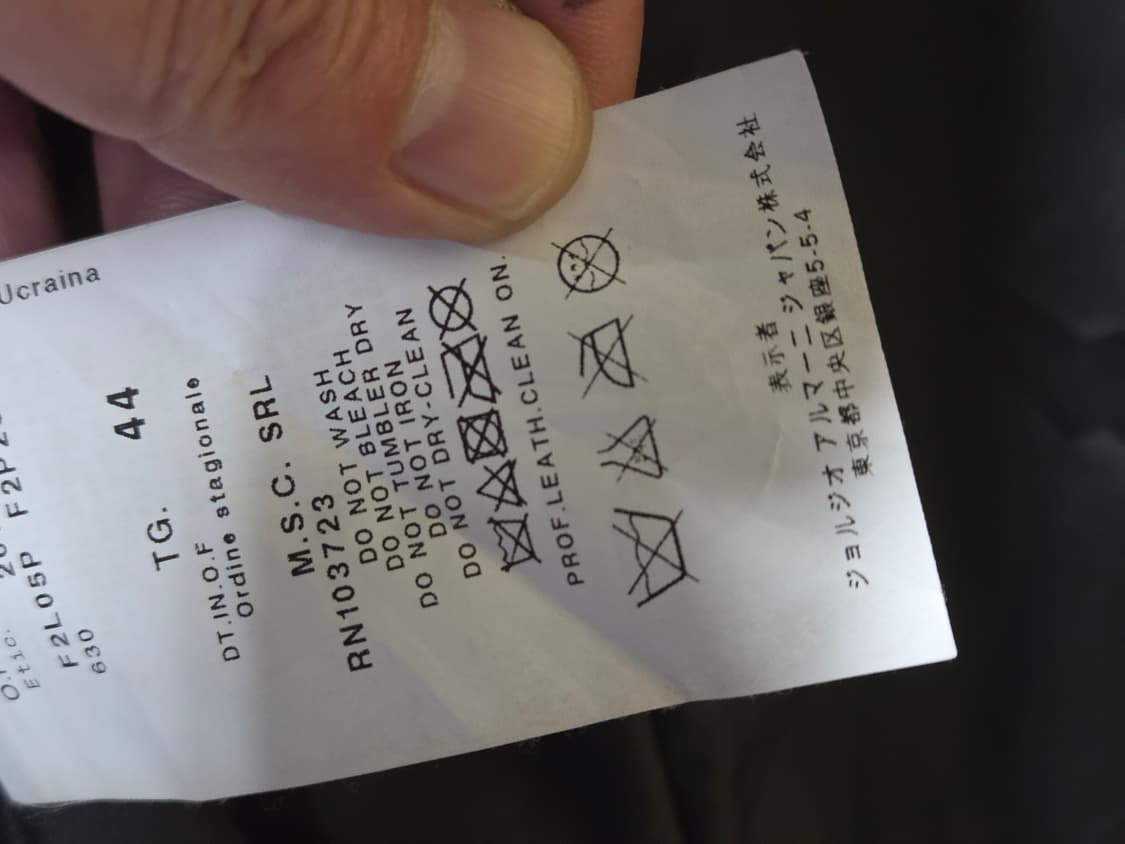 Ucraina
F2L05P F2P2
630
TG. 44
DT.IN.O.F
Ordine stagionale
M.S.C. SRL
RN103723
DO NOT WASH
DO NOT BLEACH
DO NOT TUMBLER DRY
DO NOT IRON
DO NOT DRY-CLEAN
PROF.LEATH.CLEAN ON.
表示者
ジョルジオ アルマーニ ジャパン株式会社
東京都中央区銀座5-5-4